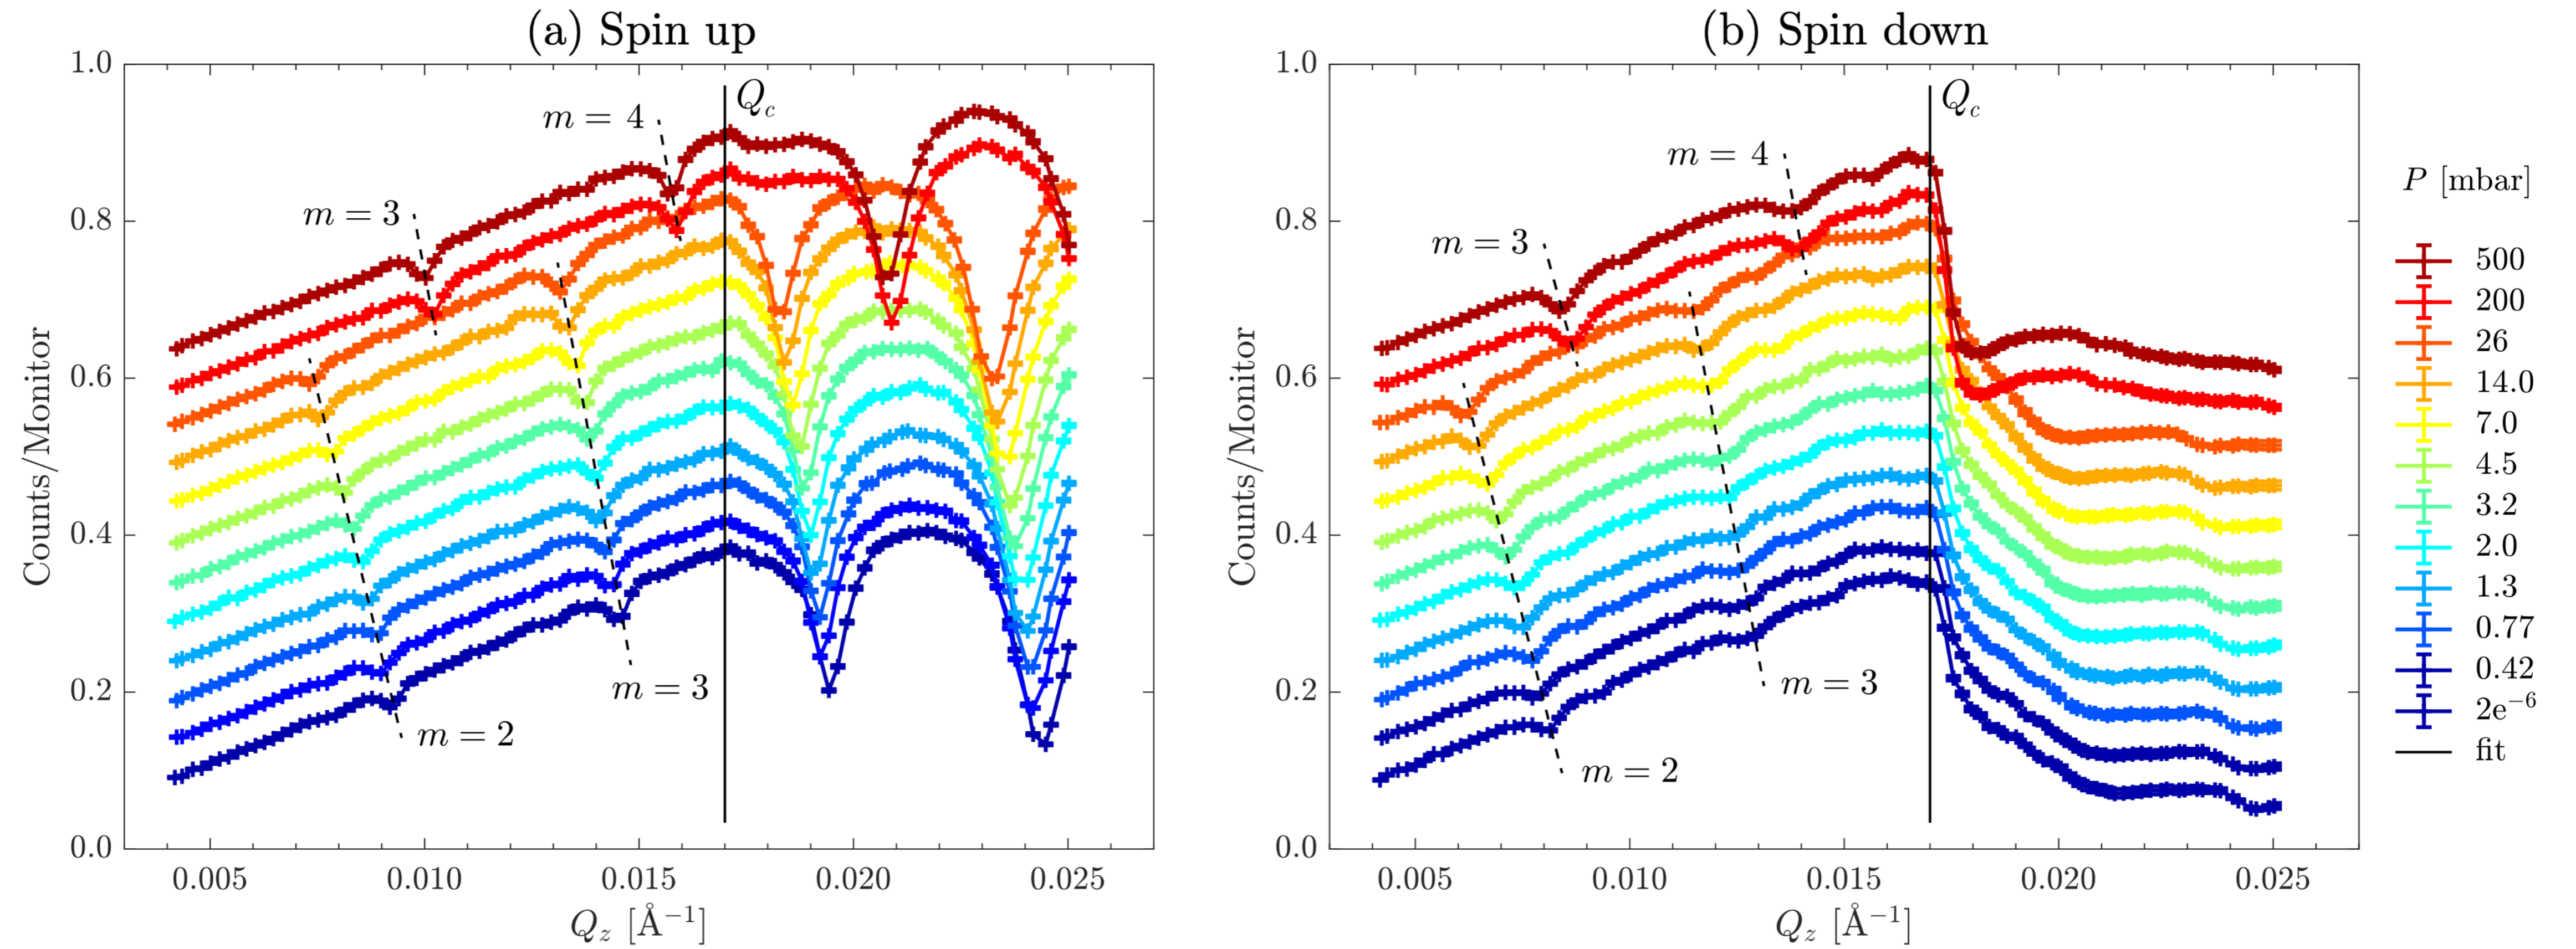 (a) Spin up
1.0
0.8
0.6
0.4
0.2
0.0
Counts/Monitor
m = 4
Q_c
m = 3
m = 3
m = 2
0.005 0.010 0.015 0.020 0.025
Q_z [Å⁻¹]
(b) Spin down
1.0
0.8
0.6
0.4
0.2
0.0
Counts/Monitor
Q_c
m = 4
m = 3
m = 3
m = 2
0.005 0.010 0.015 0.020 0.025
Q_z [Å⁻¹]
P [mbar]
500
200
26
14.0
7.0
4.5
3.2
2.0
1.3
0.77
0.42
2e⁻⁶
fit